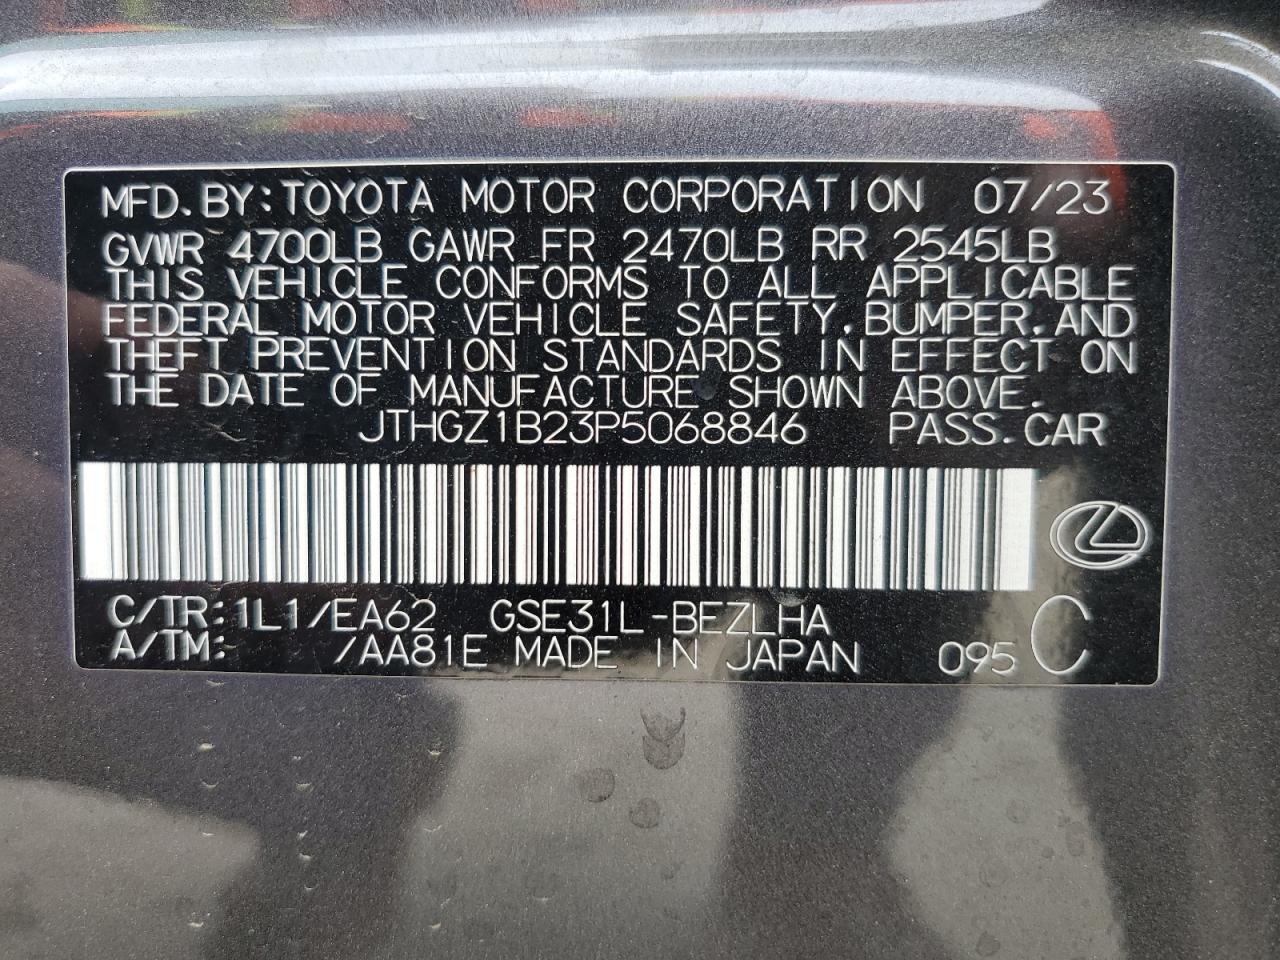 MFD.BY:TOYOTA MOTOR CORPORATION 07/23
GVWR 4700LB GAWR FR 2470LB RR 2545LB
THIS VEHICLE CONFORMS TO ALL APPLICABLE
FEDERAL MOTOR VEHICLE SAFETY,BUMPER,AND
THEFT PREVENTION STANDARDS IN EFFECT ON
THE DATE OF MANUFACTURE SHOWN ABOVE.
JTHGZ1B23P5068846 PASS.CAR
C/TR:1L1/EA62 GSE31L-BEZLHA
A/TM: /AA81E MADE IN JAPAN 095 C